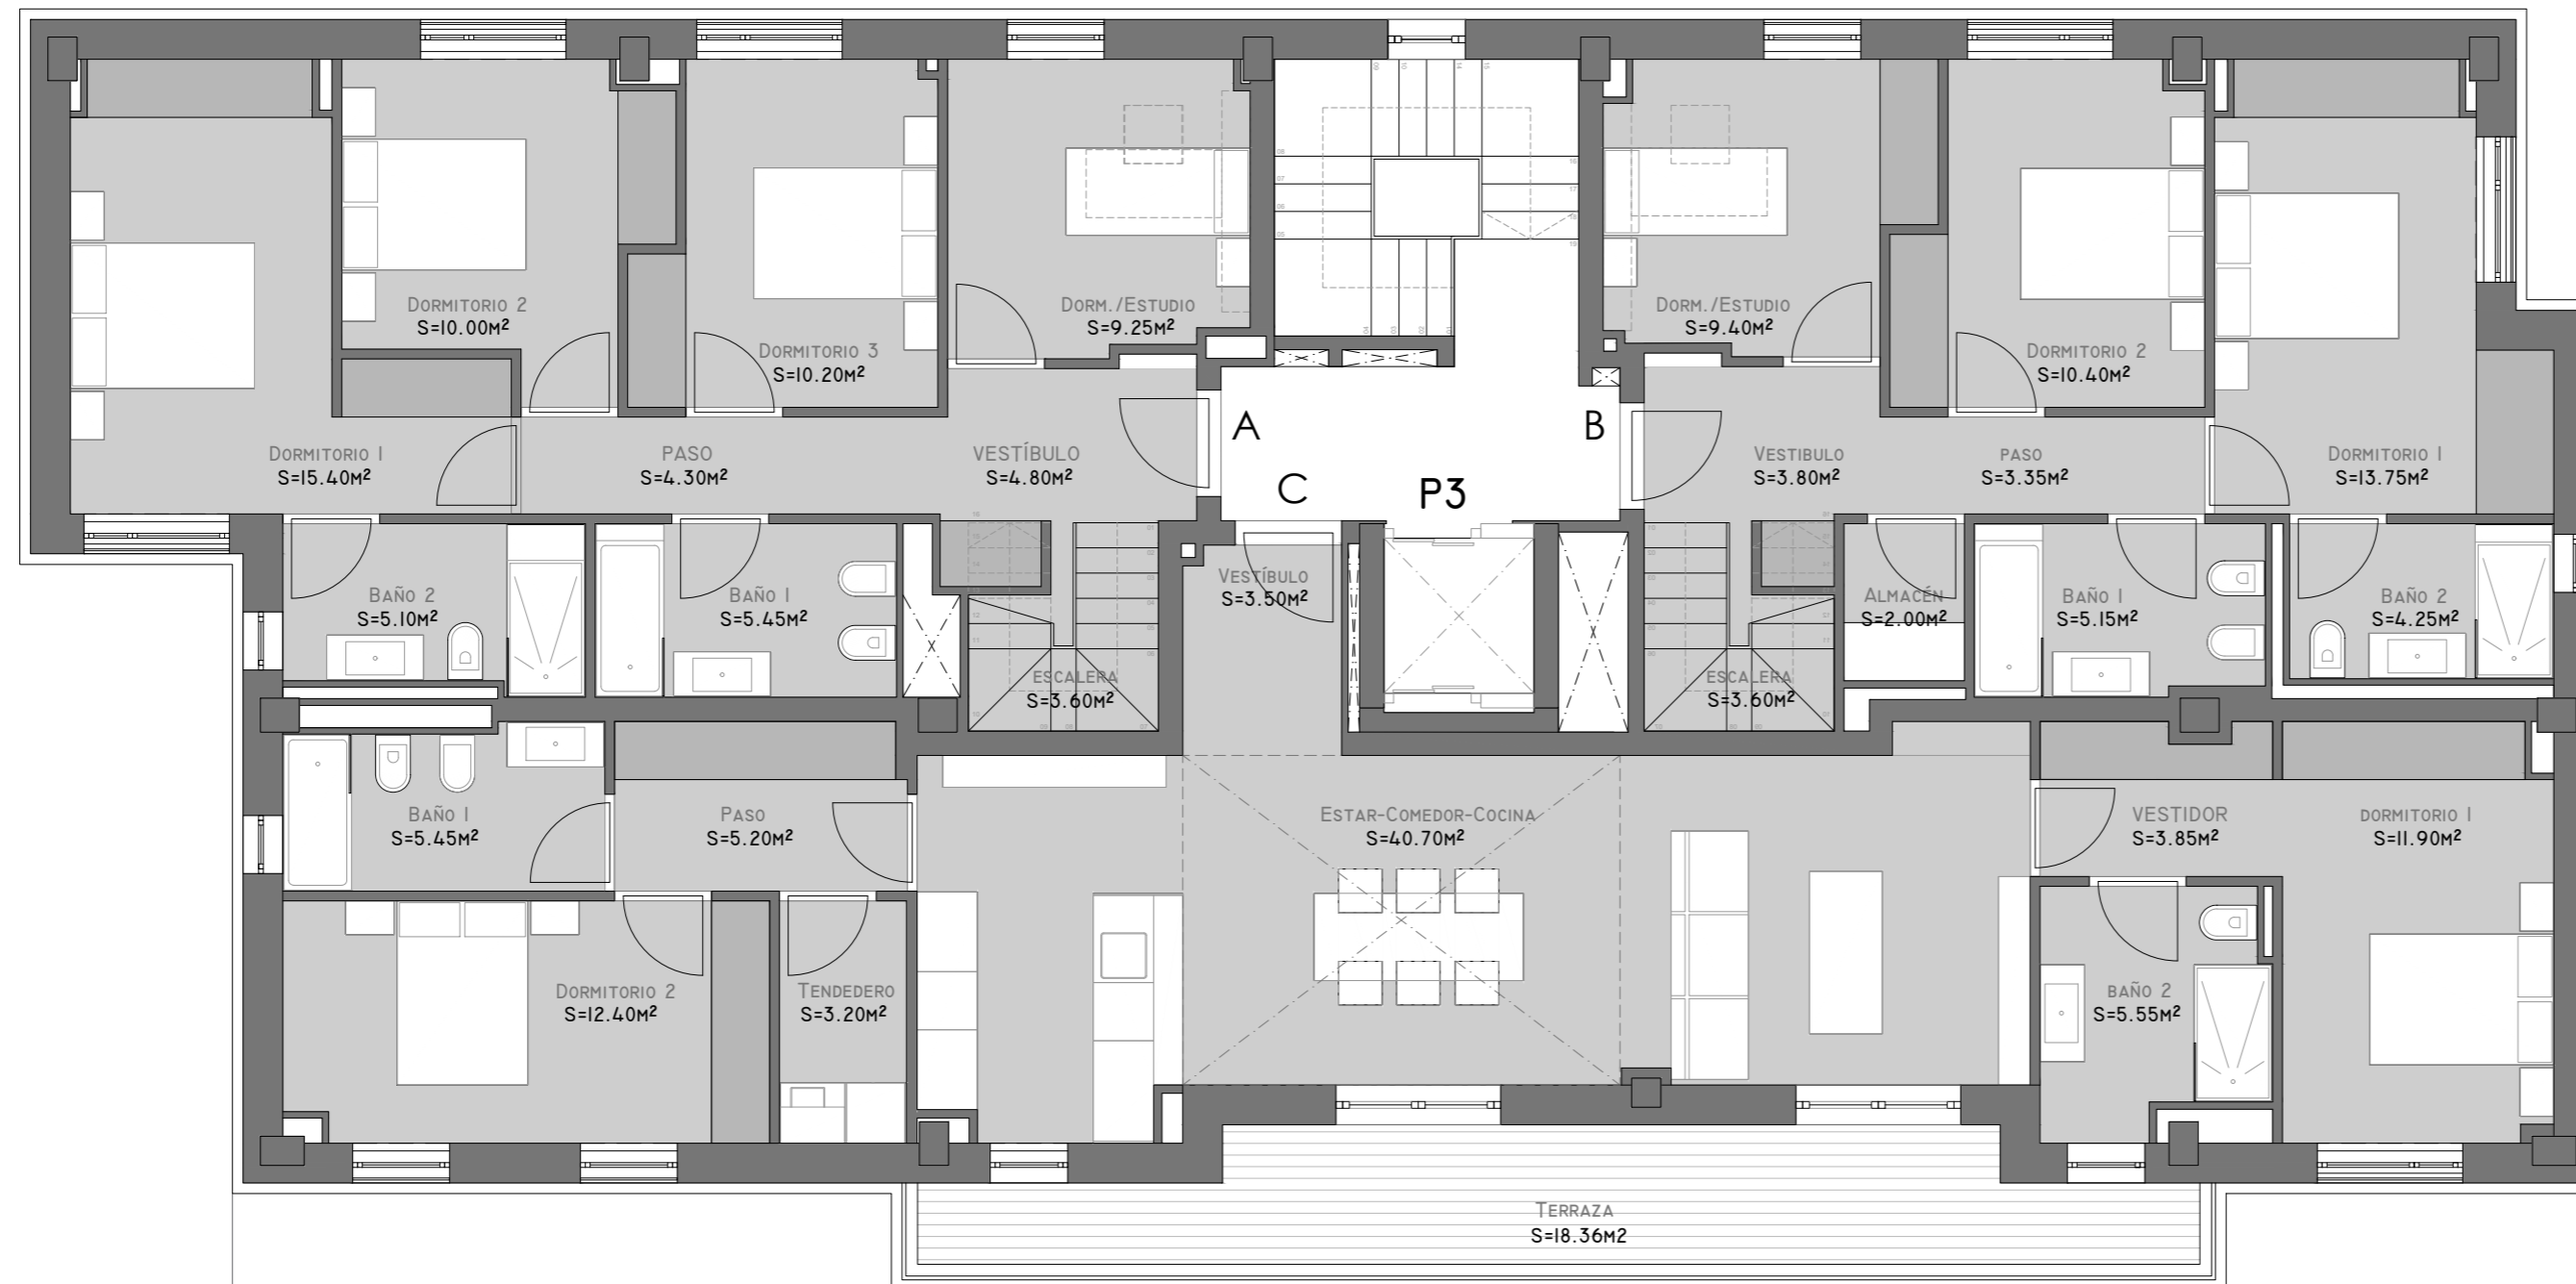 Dormitorio 2
S=10.00m²
Dorm./Estudio
S=9.25m²
Dorm./Estudio
S=9.40m²
Dormitorio 3
S=10.20m²
Dormitorio 2
S=10.40m²
A
B
Dormitorio 1
S=15.40m²
PASO
S=4.30m²
VESTÍBULO
S=4.80m²
C
P3
Vestibulo
S=3.80m²
PASO
S=3.35m²
Dormitorio 1
S=13.75m²
Baño 2
S=5.10m²
Baño 1
S=5.45m²
Vestíbulo
S=3.50m²
Almacén
S=2.00m²
Baño 1
S=5.15m²
Baño 2
S=4.25m²
ESCALERA
S=3.60m²
ESCALERA
S=3.60m²
Baño 1
S=5.45m²
Paso
S=5.20m²
Estar-Comedor-Cocina
S=40.70m²
VESTIDOR
S=3.85m²
DORMITORIO 1
S=11.90m²
Dormitorio 2
S=12.40m²
Tendedero
S=3.20m²
BAÑO 2
S=5.55m²
Terraza
S=18.36m2